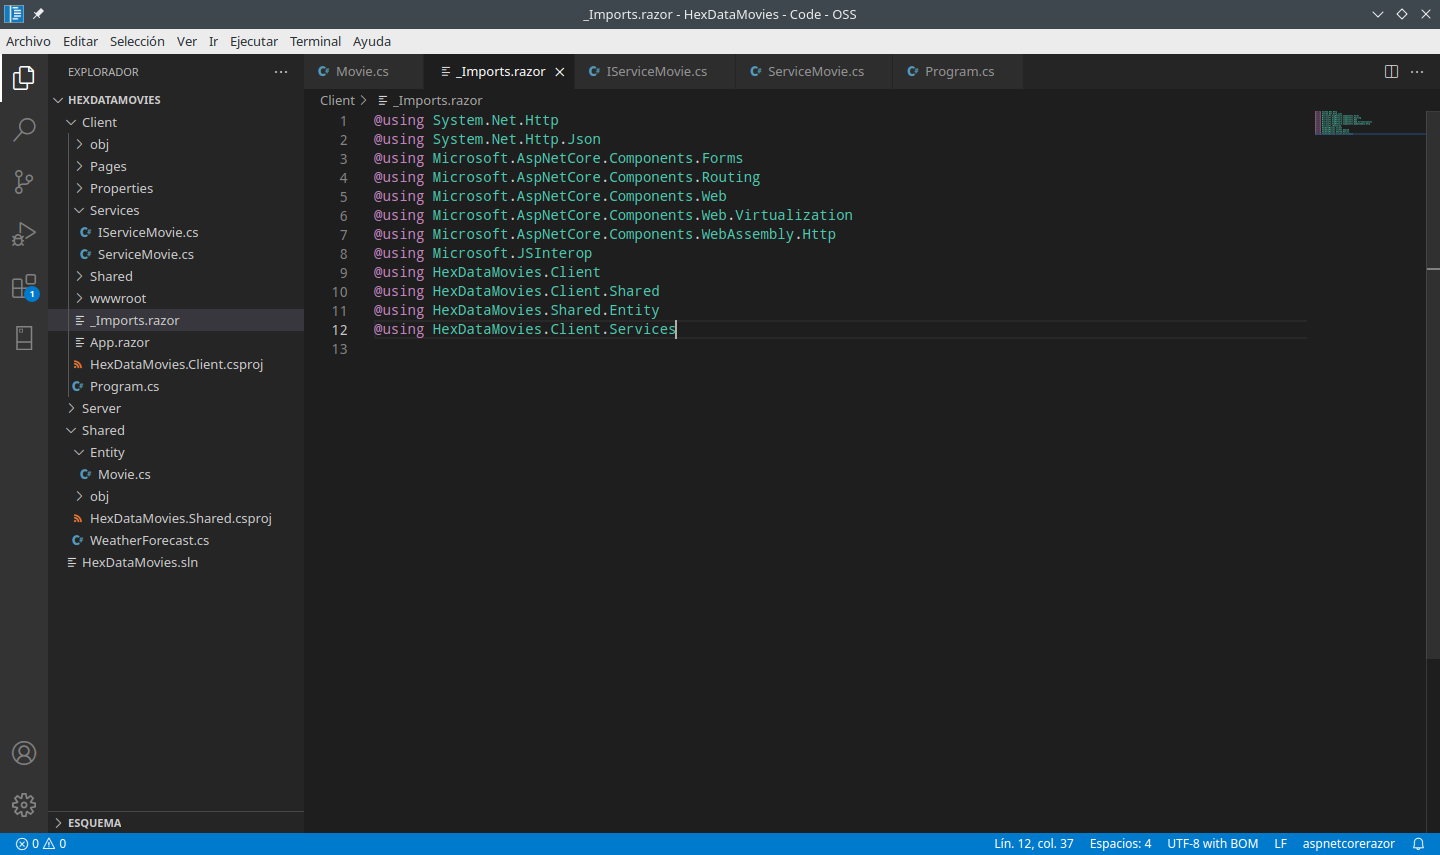 _Imports.razor - HexDataMovies - Code - OSS
Archivo Editar Selección Ver Ir Ejecutar Terminal Ayuda
EXPLORADOR
Movie.cs _Imports.razor IServiceMovie.cs ServiceMovie.cs Program.cs
HEXDATAMOVIES
Client
obj
Pages
Properties
Services
IServiceMovie.cs
ServiceMovie.cs
Shared
wwwroot
_Imports.razor
App.razor
HexDataMovies.Client.csproj
Program.cs
Server
Shared
Entity
Movie.cs
obj
HexDataMovies.Shared.csproj
WeatherForecast.cs
HexDataMovies.sln
ESQUEMA
1
Client > _Imports.razor
1 @using System.Net.Http
2 @using System.Net.Http.Json
3 @using Microsoft.AspNetCore.Components.Forms
4 @using Microsoft.AspNetCore.Components.Routing
5 @using Microsoft.AspNetCore.Components.Web
6 @using Microsoft.AspNetCore.Components.Web.Virtualization
7 @using Microsoft.AspNetCore.Components.WebAssembly.Http
8 @using Microsoft.JSInterop
9 @using HexDataMovies.Client
10 @using HexDataMovies.Client.Shared
11 @using HexDataMovies.Shared.Entity
12 @using HexDataMovies.Client.Services
13
0 0 Lín. 12, col. 37 Espacios: 4 UTF-8 with BOM LF aspnetcorerazor